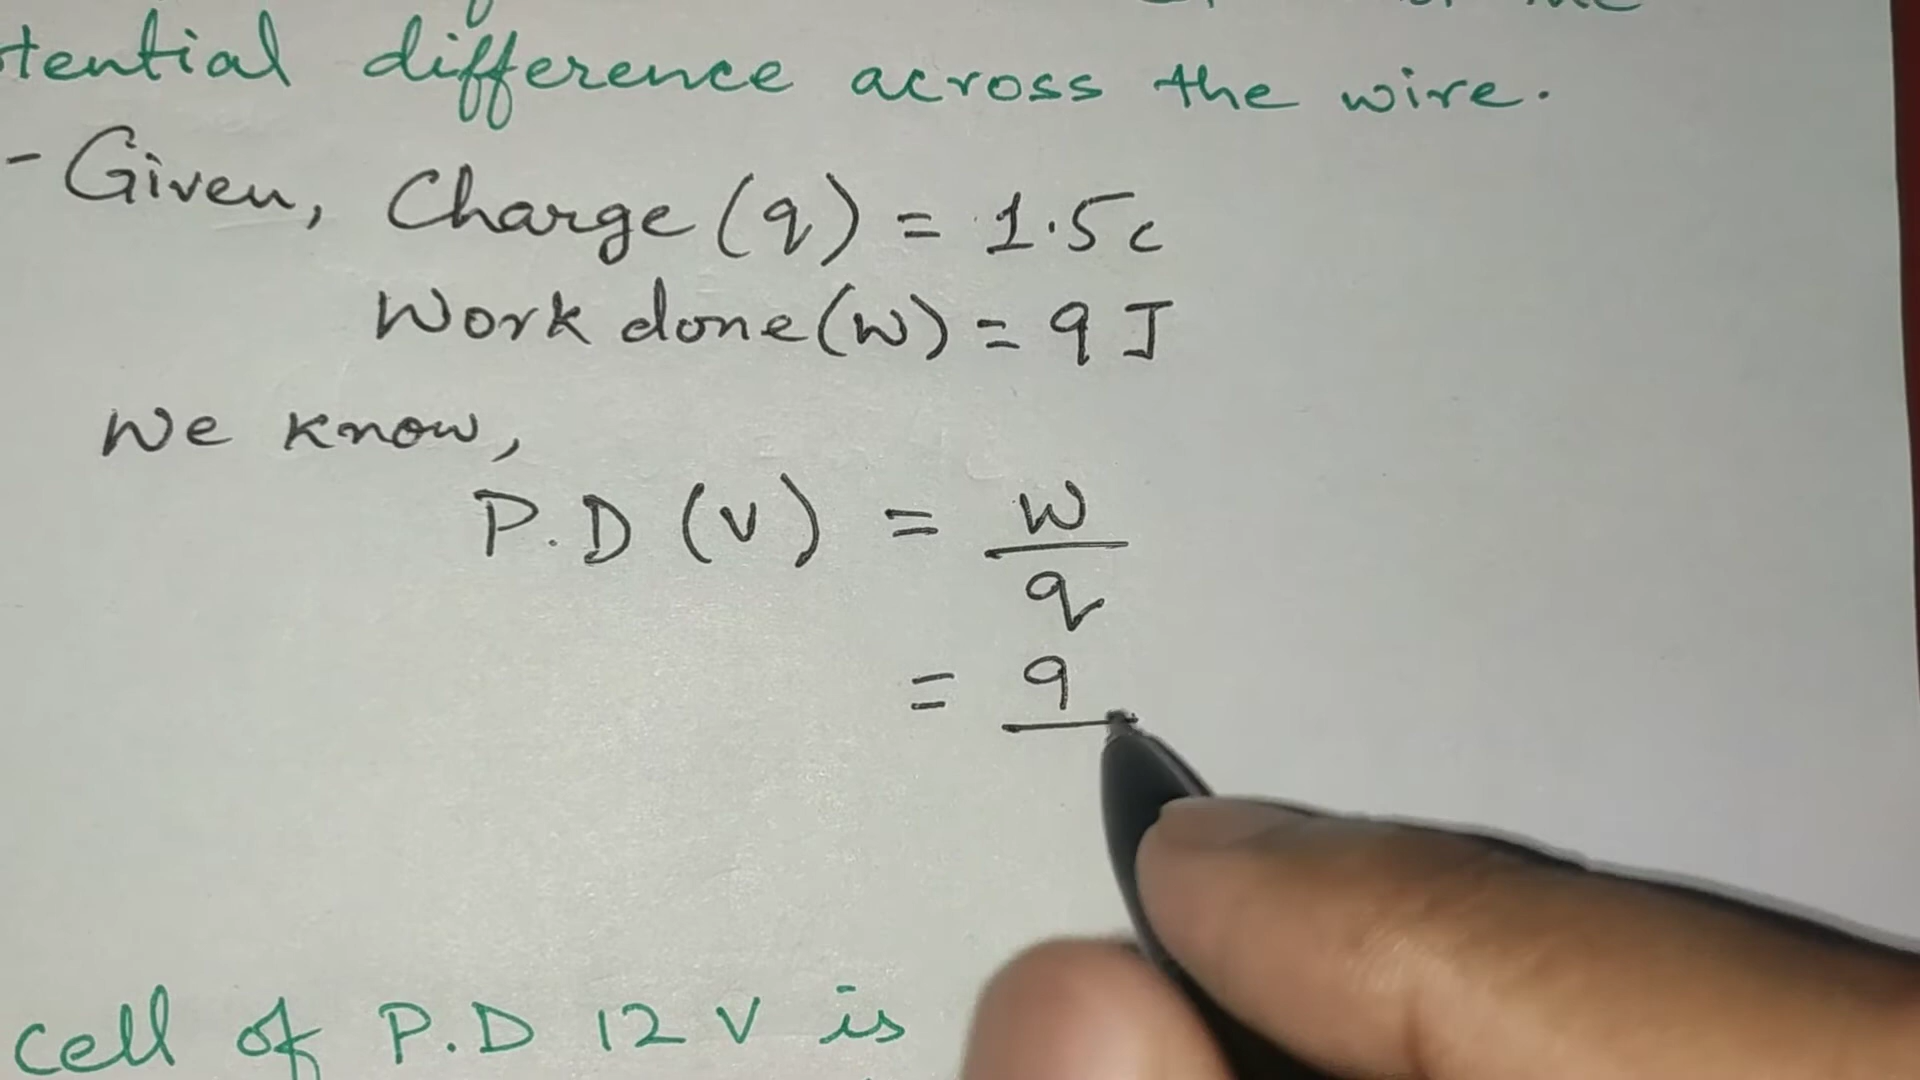 tential difference across the wire.
- Given, Charge (q) = 1.5c
Work done (w) = 9 J
We know,
P.D (V) = w
q
= 9
cell of P.D 12 V is